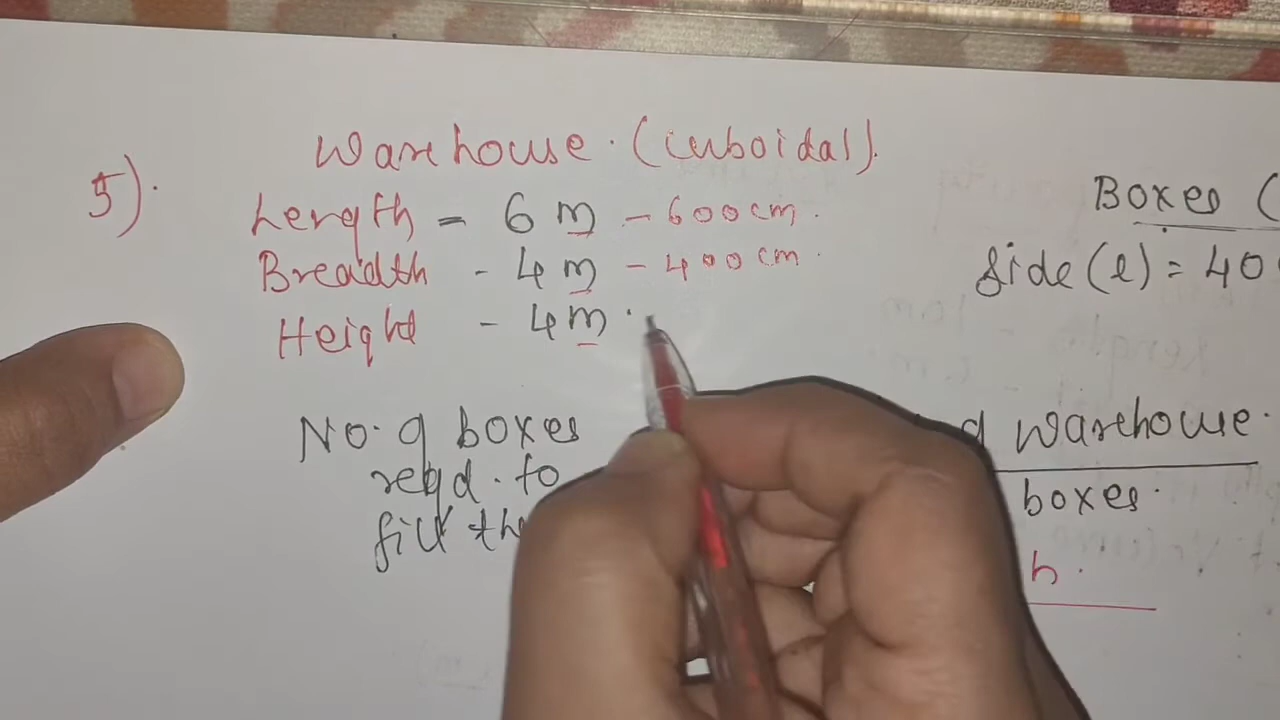 5).
Warehouse. (cuboidal).
Length = 6 m - 600 cm.
Breadth - 4 m - 400 cm.
Height - 4 m.
Boxes (
Side (l) = 40
No. of boxes
reqd. to
fill the
warehouse.
boxes.
h.